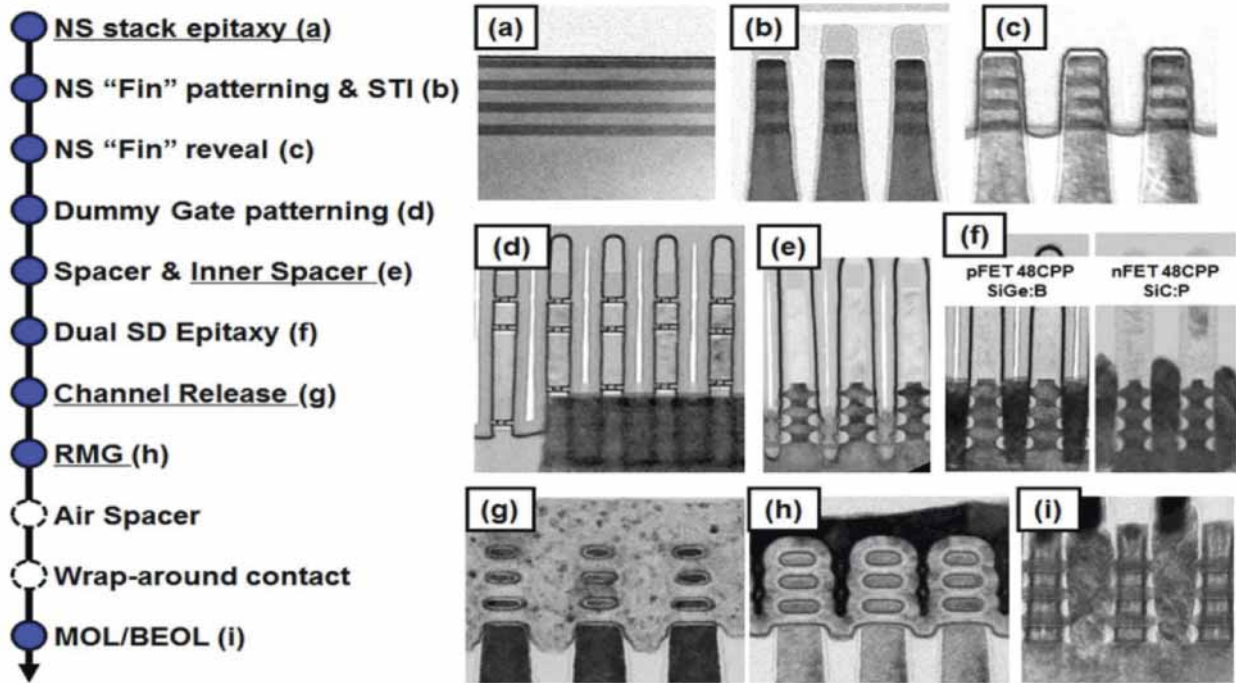 NS stack epitaxy (a)
NS “Fin” patterning & STI (b)
NS “Fin” reveal (c)
Dummy Gate patterning (d)
Spacer & Inner Spacer (e)
Dual SD Epitaxy (f)
Channel Release (g)
RMG (h)
Air Spacer
Wrap-around contact
MOL/BEOL (i)
(a)
(b)
(c)
(d)
(e)
(f)
pFET 48CPP
SiGe:B
nFET 48CPP
SiC:P
(g)
(h)
(i)